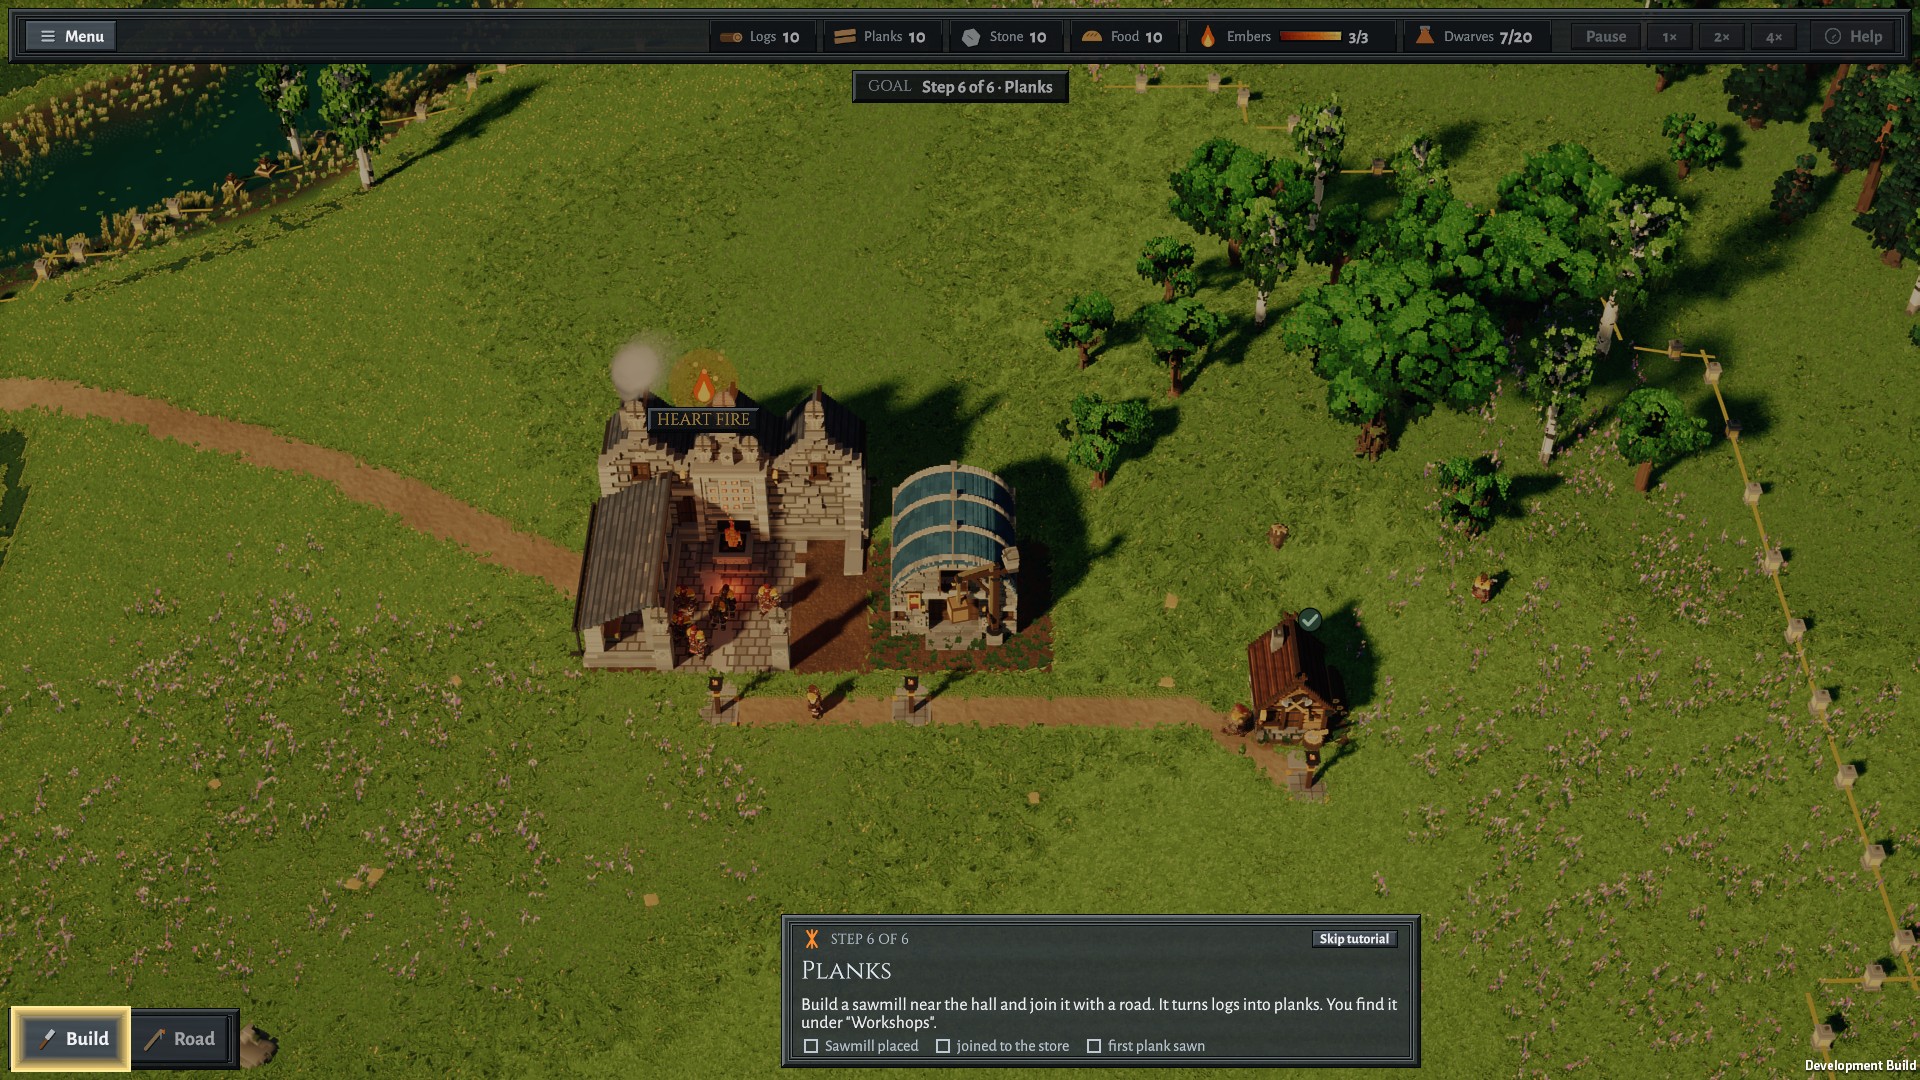 Menu
Logs 10
Planks 10
Stone 10
Food 10
Embers 3/3
Dwarves 7/20
Pause
1×
2×
4×
Help
GOAL Step 6 of 6 · Planks
HEART FIRE
STEP 6 OF 6
Skip tutorial
PLANKS
Build a sawmill near the hall and join it with a road. It turns logs into planks. You find it
under "Workshops".
Sawmill placed
joined to the store
first plank sawn
Build
Road
Development Build